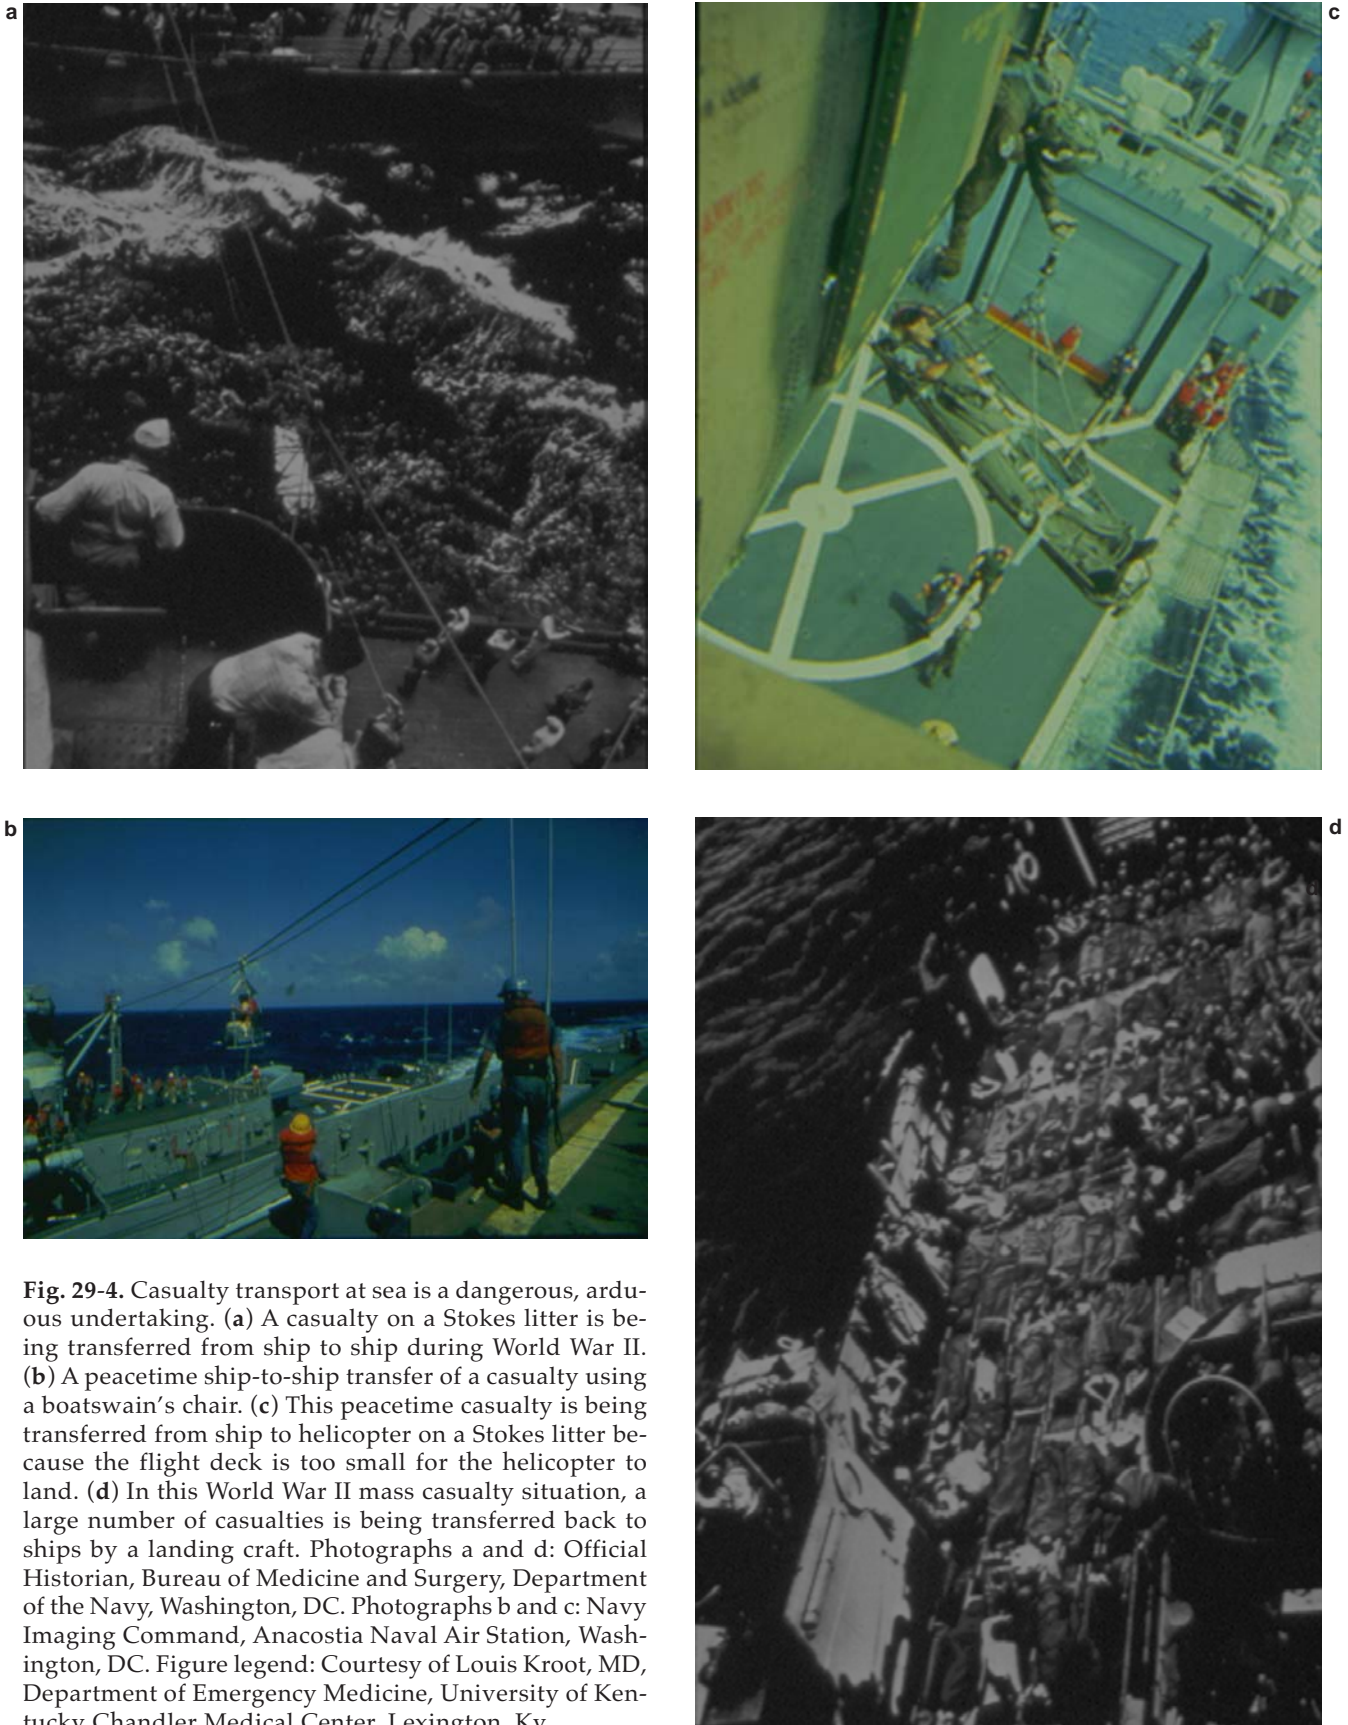 a
c
b
d
Fig. 29-4. Casualty transport at sea is a dangerous, ardu-
ous undertaking. (a) A casualty on a Stokes litter is be-
ing transferred from ship to ship during World War II.
(b) A peacetime ship-to-ship transfer of a casualty using
a boatswain’s chair. (c) This peacetime casualty is being
transferred from ship to helicopter on a Stokes litter be-
cause the flight deck is too small for the helicopter to
land. (d) In this World War II mass casualty situation, a
large number of casualties is being transferred back to
ships by a landing craft. Photographs a and d: Official
Historian, Bureau of Medicine and Surgery, Department
of the Navy, Washington, DC. Photographs b and c: Navy
Imaging Command, Anacostia Naval Air Station, Wash-
ington, DC. Figure legend: Courtesy of Louis Kroot, MD,
Department of Emergency Medicine, University of Ken-
tucky Chandler Medical Center, Lexington, Ky.